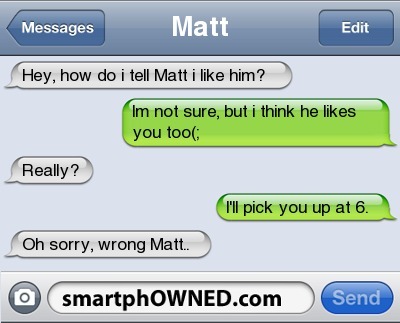 Messages Matt Edit
Hey, how do i tell Matt i like him?
Im not sure, but i think he likes
you too(;
Really?
I'll pick you up at 6.
Oh sorry, wrong Matt..
smartphOWNED.com Send